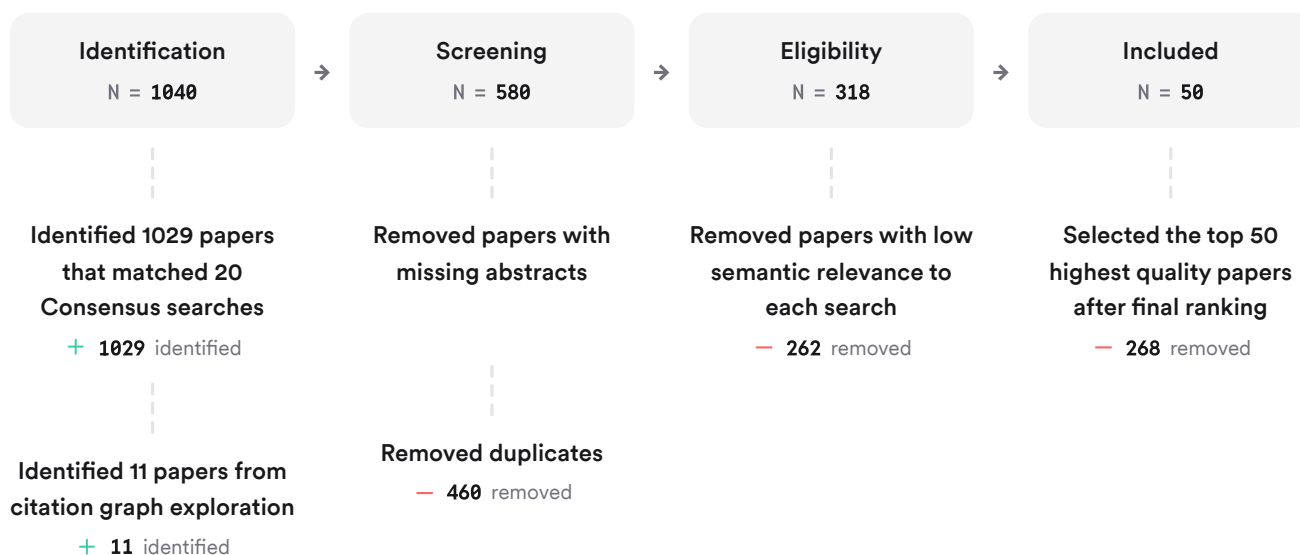 Identification
N = 1040
Identified 1029 papers
that matched 20
Consensus searches
+ 1029 identified
Identified 11 papers from
citation graph exploration
+ 11 identified
→
Screening
N = 580
Removed papers with
missing abstracts
Removed duplicates
— 460 removed
→
Eligibility
N = 318
Removed papers with low
semantic relevance to
each search
— 262 removed
→
Included
N = 50
Selected the top 50
highest quality papers
after final ranking
— 268 removed